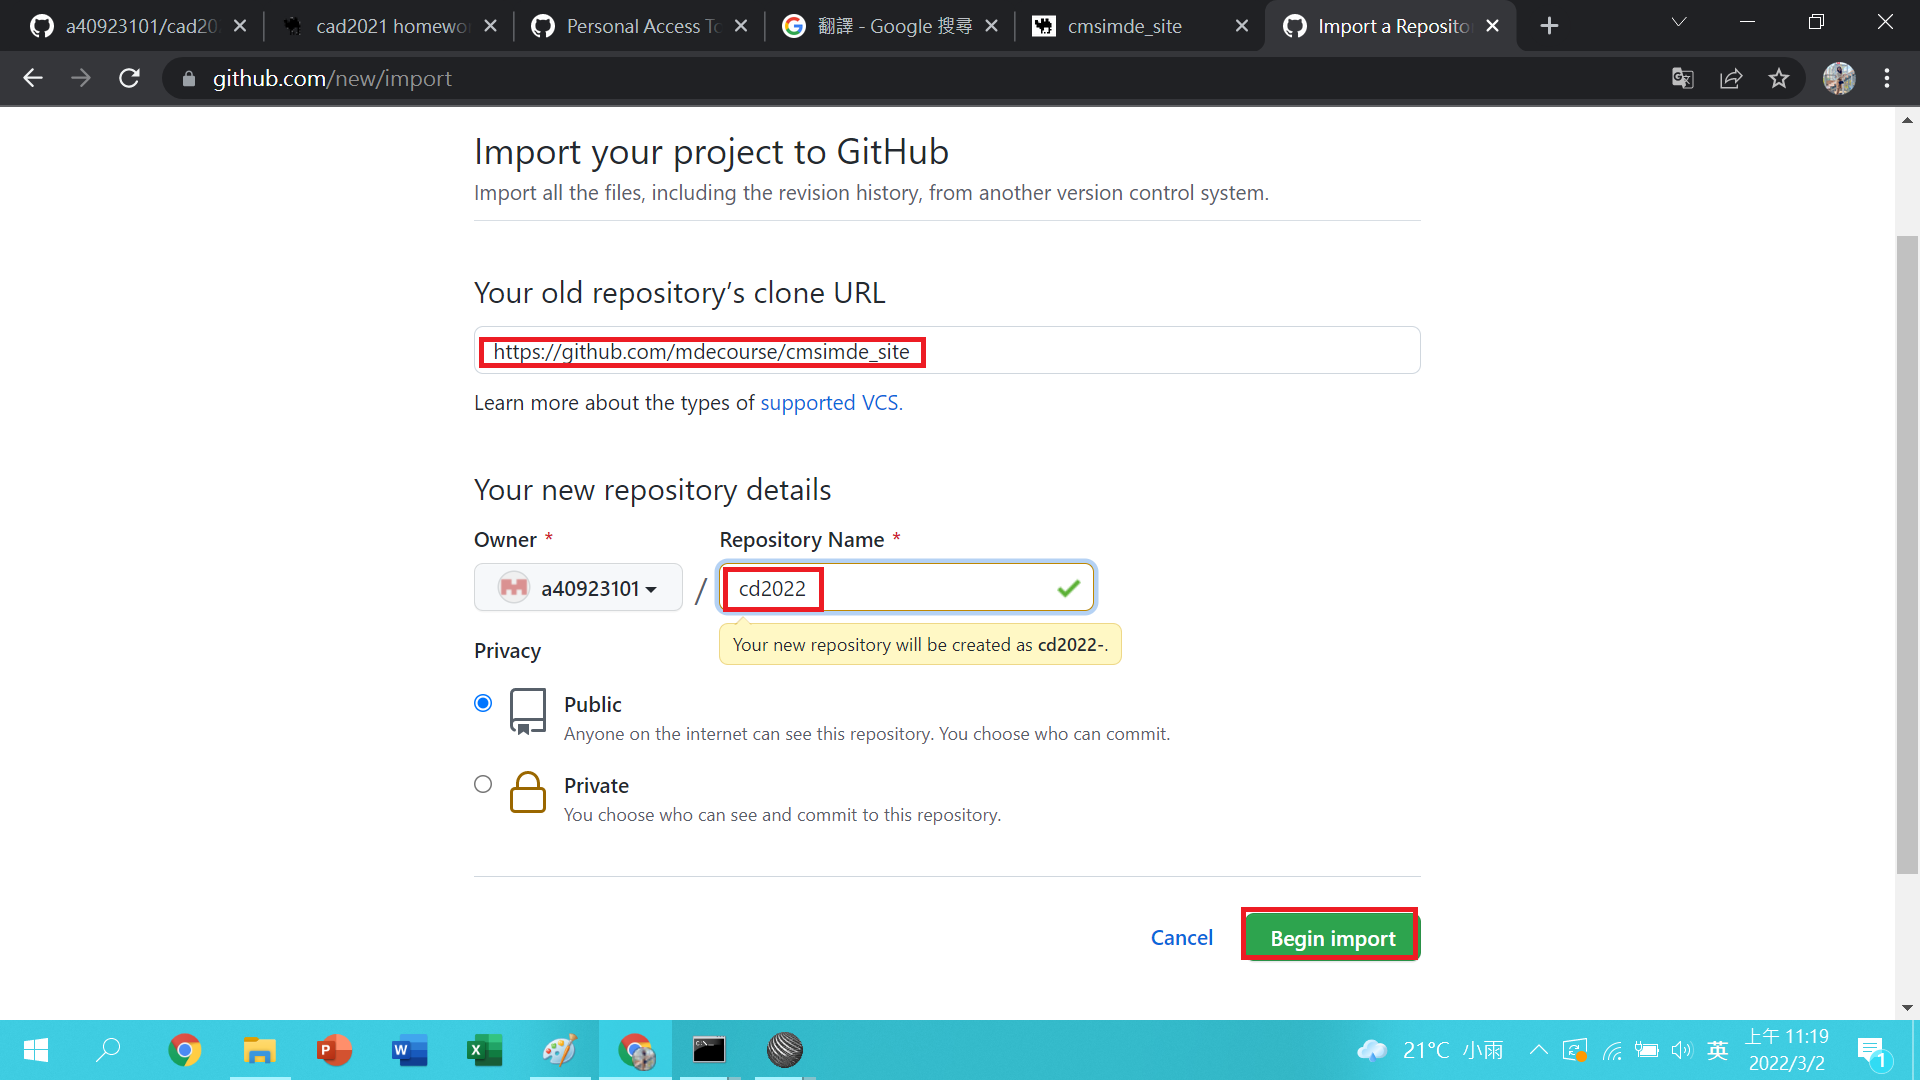 a40923101/cad20
cad2021 homewo
Personal Access To
翻譯 - Google 搜尋
cmsimde_site
Import a Reposito
github.com/new/import
Import your project to GitHub
Import all the files, including the revision history, from another version control system.
Your old repository's clone URL
https://github.com/mdecourse/cmsimde_site
Learn more about the types of supported VCS.
Your new repository details
Owner *
Repository Name *
a40923101
/
cd2022
Your new repository will be created as cd2022-.
Privacy
Public
Anyone on the internet can see this repository. You choose who can commit.
Private
You choose who can see and commit to this repository.
Cancel
Begin import
21°C 小雨
英
上午 11:19
2022/3/2
1